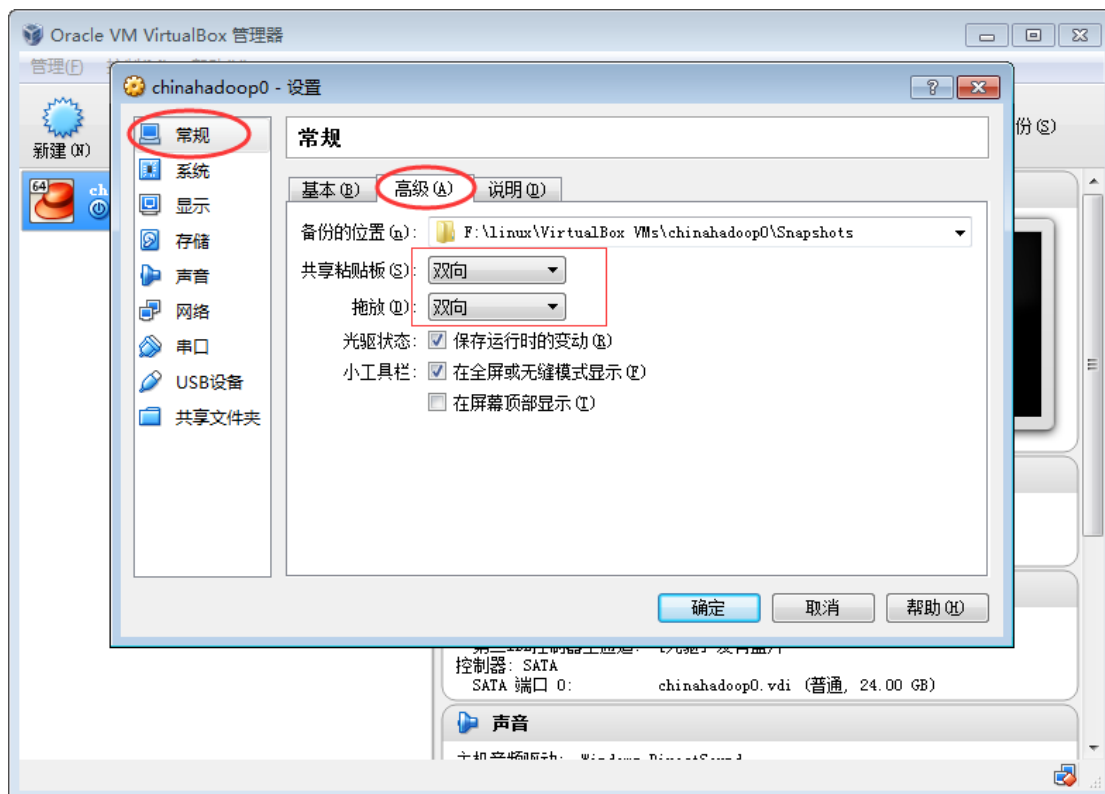 Oracle VM VirtualBox 管理器
管理(F)
chinahadoop0 - 设置
新建(N)
份(S)
64
ch
常规
系统
显示
存储
声音
网络
串口
USB设备
共享文件夹
常规
基本(B) 高级(A) 说明(D)
备份的位置(n): F:\linux\VirtualBox VMs\chinahadoop0\Snapshots
共享粘贴板(S): 双向
拖放(D): 双向
光驱状态: 保存运行时的变动(R)
小工具栏: 在全屏或无缝模式显示(F)
在屏幕顶部显示(T)
确定 取消 帮助(H)
控制器: SATA
SATA 端口 0: chinahadoop0.vdi (普通, 24.00 GB)
声音